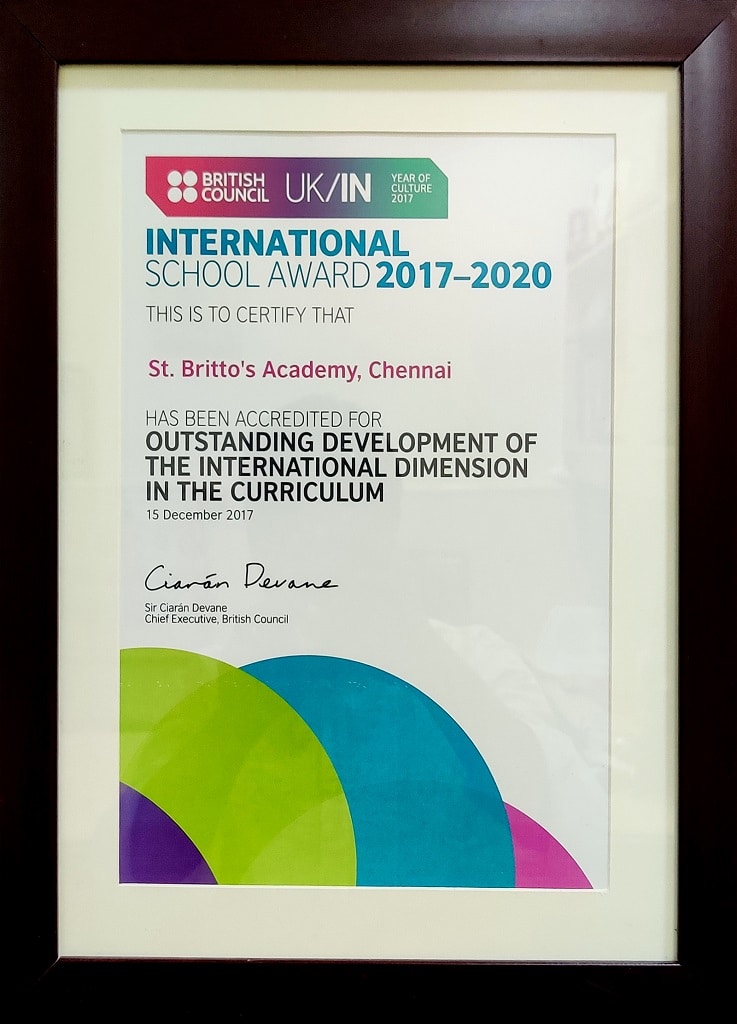 BRITISH
COUNCIL
UK/IN
YEAR OF
CULTURE
2017
INTERNATIONAL
SCHOOL AWARD 2017–2020
THIS IS TO CERTIFY THAT
St. Britto's Academy, Chennai
HAS BEEN ACCREDITED FOR
OUTSTANDING DEVELOPMENT OF
THE INTERNATIONAL DIMENSION
IN THE CURRICULUM
15 December 2017
Ciarán Devane
Sir Ciarán Devane
Chief Executive, British Council